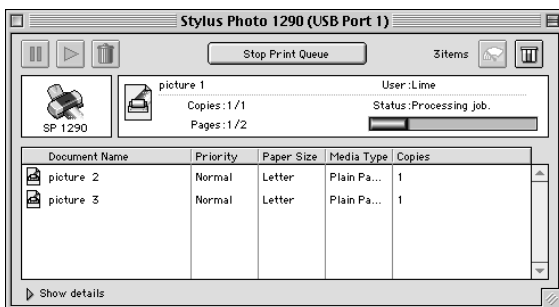 Stylus Photo 1290 (USB Port 1)
Stop Print Queue
3items
SP 1290
picture 1
User:Lime
Copies:1/1
Status:Processing job.
Pages:1/2
Document Name Priority Paper Size Media Type Copies
picture 2 Normal Letter Plain Pa... 1
picture 3 Normal Letter Plain Pa... 1
Show details